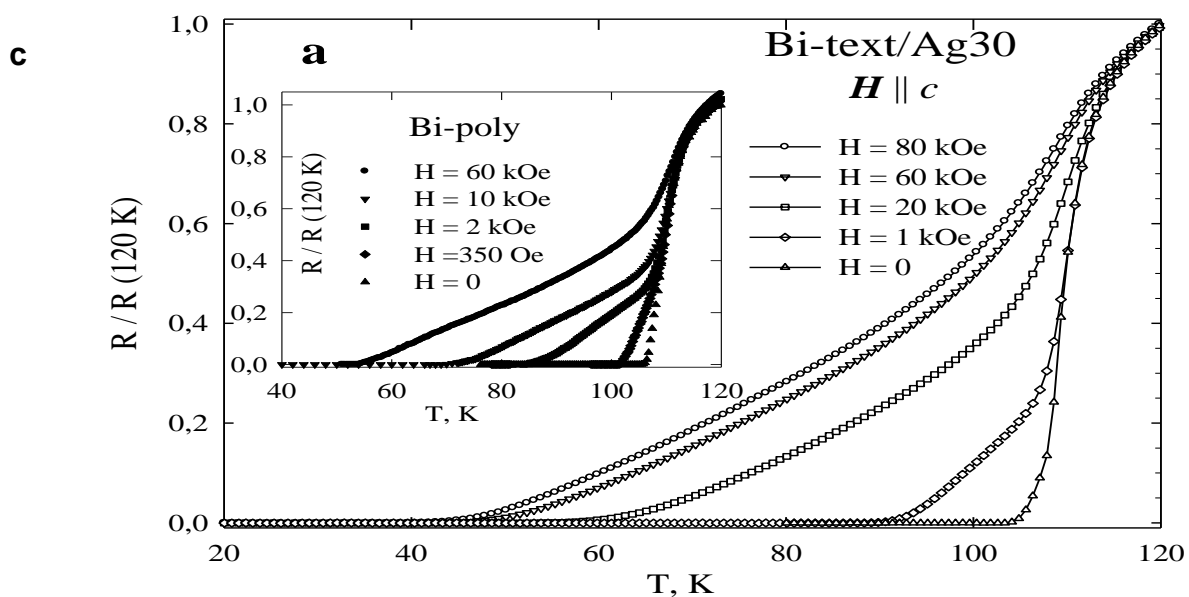 c
a
Bi-text/Ag30
H || c
H = 80 kOe
H = 60 kOe
H = 20 kOe
H = 1 kOe
H = 0
R / R (120 K)
1,0
0.8
0,6
0,4
0,2
0,0
20
40
60
80
100
120
T, K
Bi-poly
H = 60 kOe
H = 10 kOe
H = 2 kOe
H =350 Oe
H = 0
R / R (120 K)
1,0
0,8
0,6
0,4
0,2
0,0
40
60
80
100
120
T, K